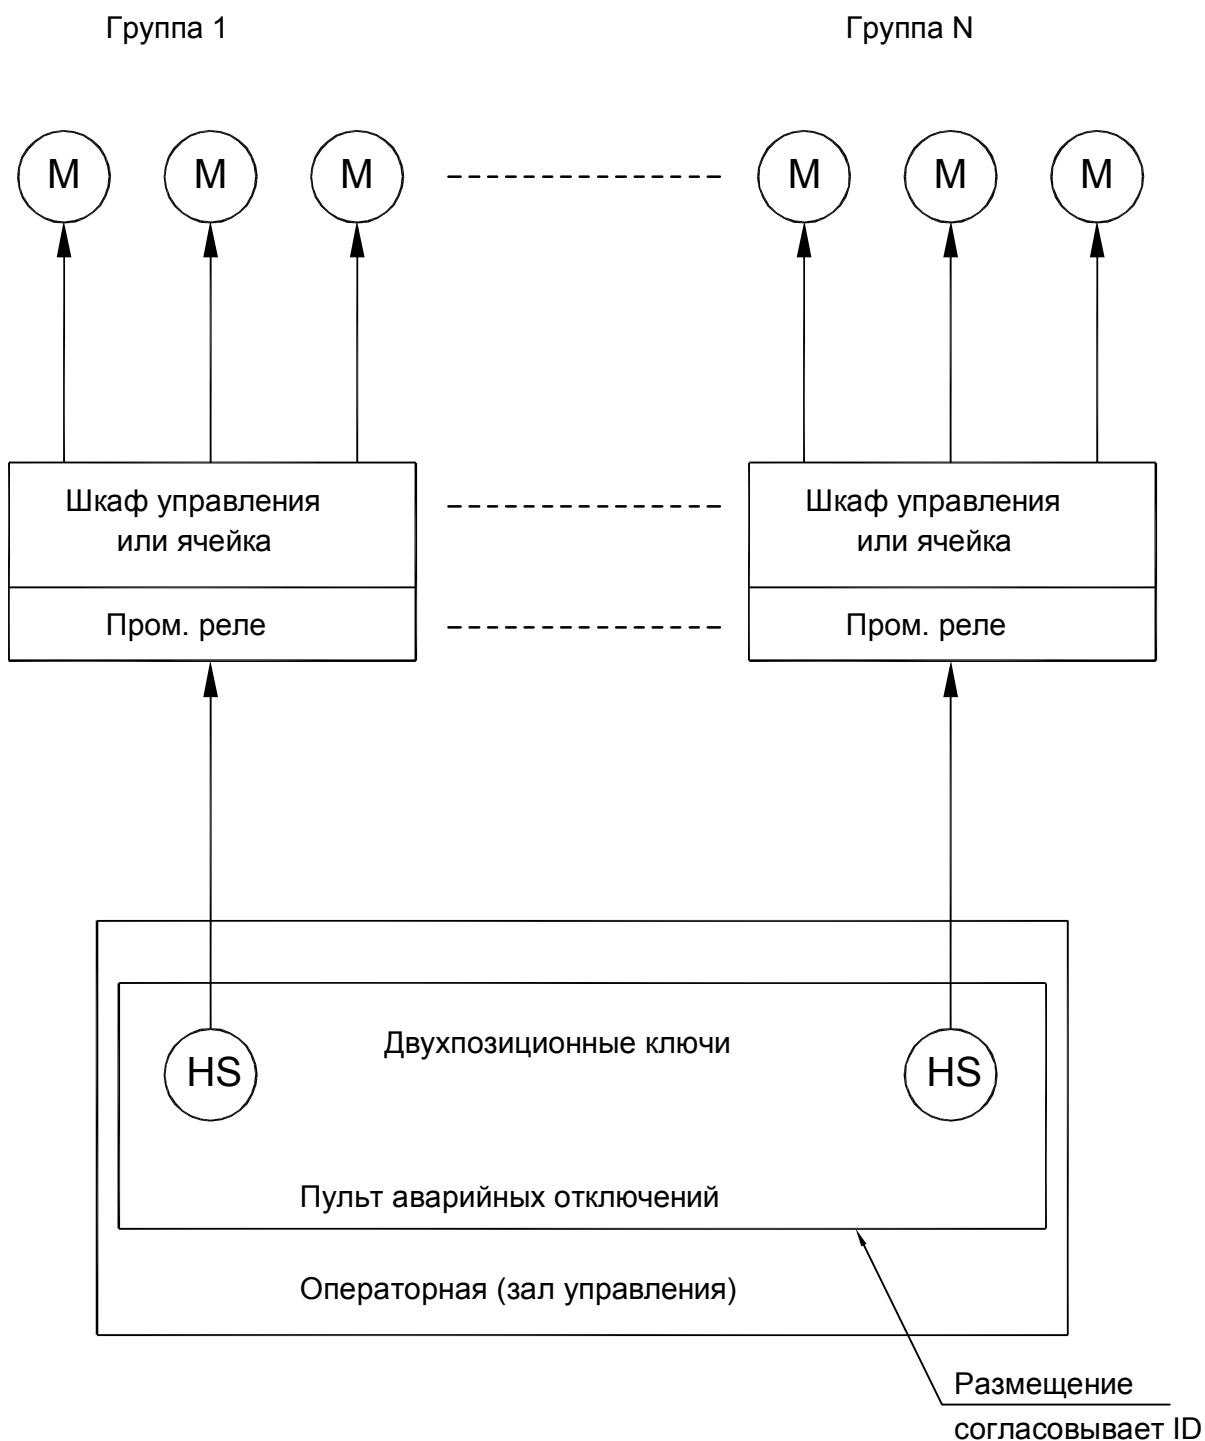 Группа 1
Группа N
M M M M M M
Шкаф управления
или ячейка
Шкаф управления
или ячейка
Пром. реле
Пром. реле
Двухпозиционные ключи
HS
HS
Пульт аварийных отключений
Операторная (зал управления)
Размещение
согласовывает ID